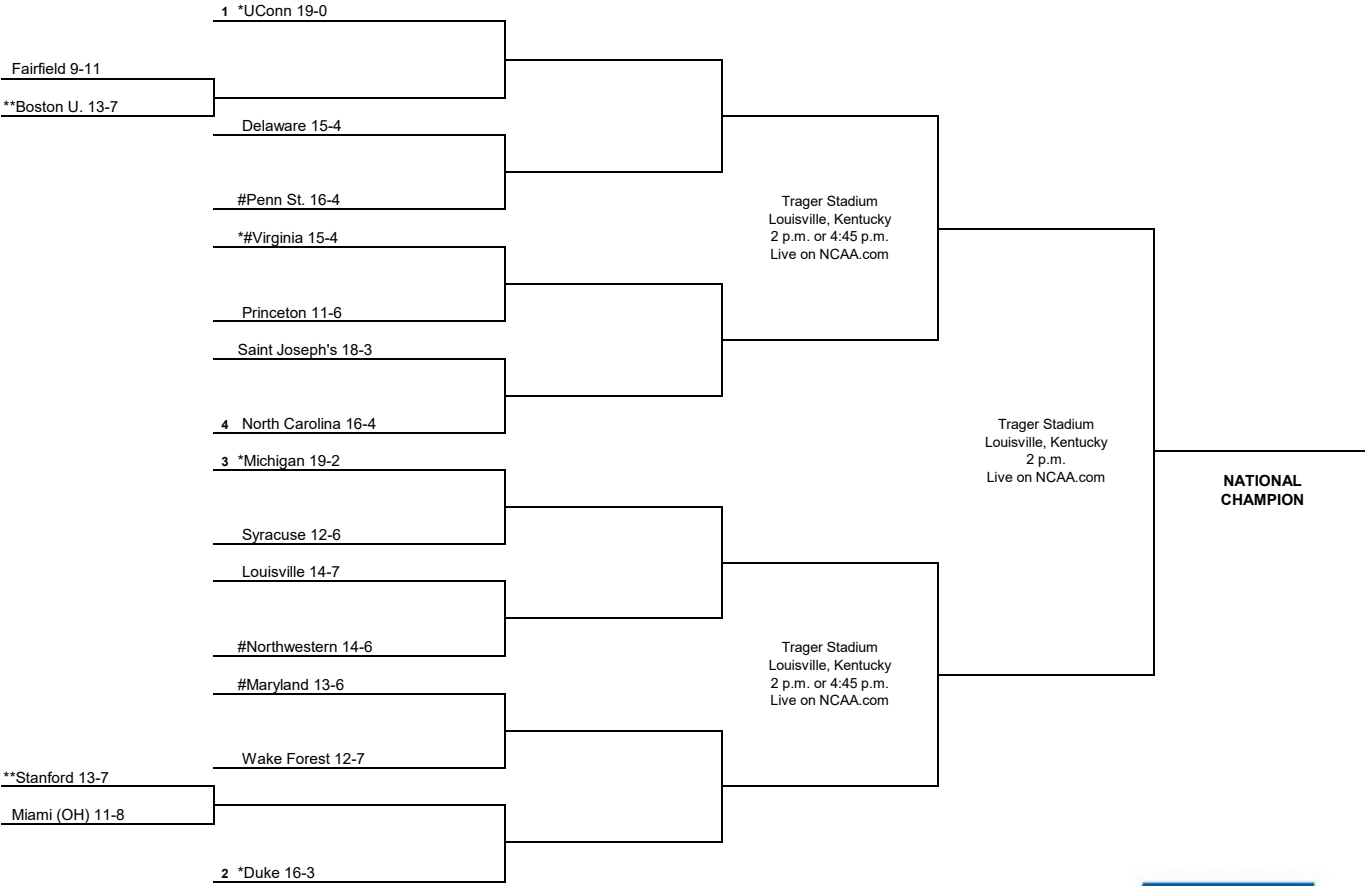 1 *UConn 19-0
Fairfield 9-11
**Boston U. 13-7
Delaware 15-4
#Penn St. 16-4
*#Virginia 15-4
Princeton 11-6
Saint Joseph's 18-3
4 North Carolina 16-4
3 *Michigan 19-2
Syracuse 12-6
Louisville 14-7
#Northwestern 14-6
#Maryland 13-6
Wake Forest 12-7
**Stanford 13-7
Miami (OH) 11-8
2 *Duke 16-3
Trager Stadium
Louisville, Kentucky
2 p.m. or 4:45 p.m.
Live on NCAA.com
Trager Stadium
Louisville, Kentucky
2 p.m. or 4:45 p.m.
Live on NCAA.com
Trager Stadium
Louisville, Kentucky
2 p.m.
Live on NCAA.com
NATIONAL
CHAMPION